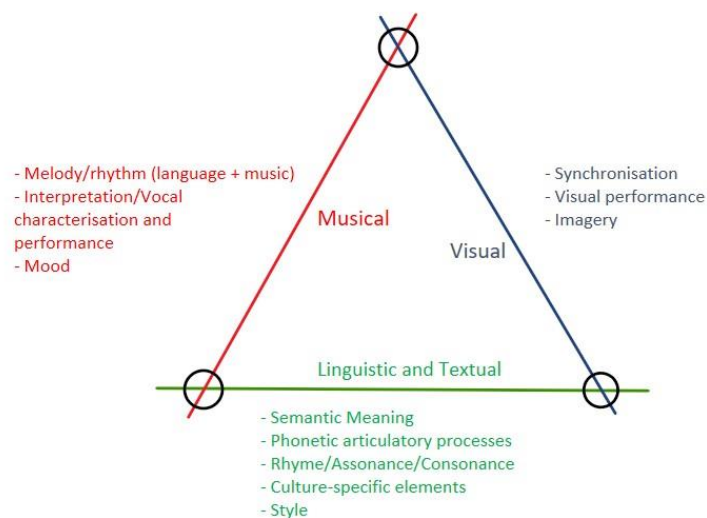 - Melody/rhythm (language + music)
- Interpretation/Vocal
characterisation and
performance
- Mood
Musical
Visual
- Synchronisation
- Visual performance
- Imagery
Linguistic and Textual
- Semantic Meaning
- Phonetic articulatory processes
- Rhyme/Assonance/Consonance
- Culture-specific elements
- Style